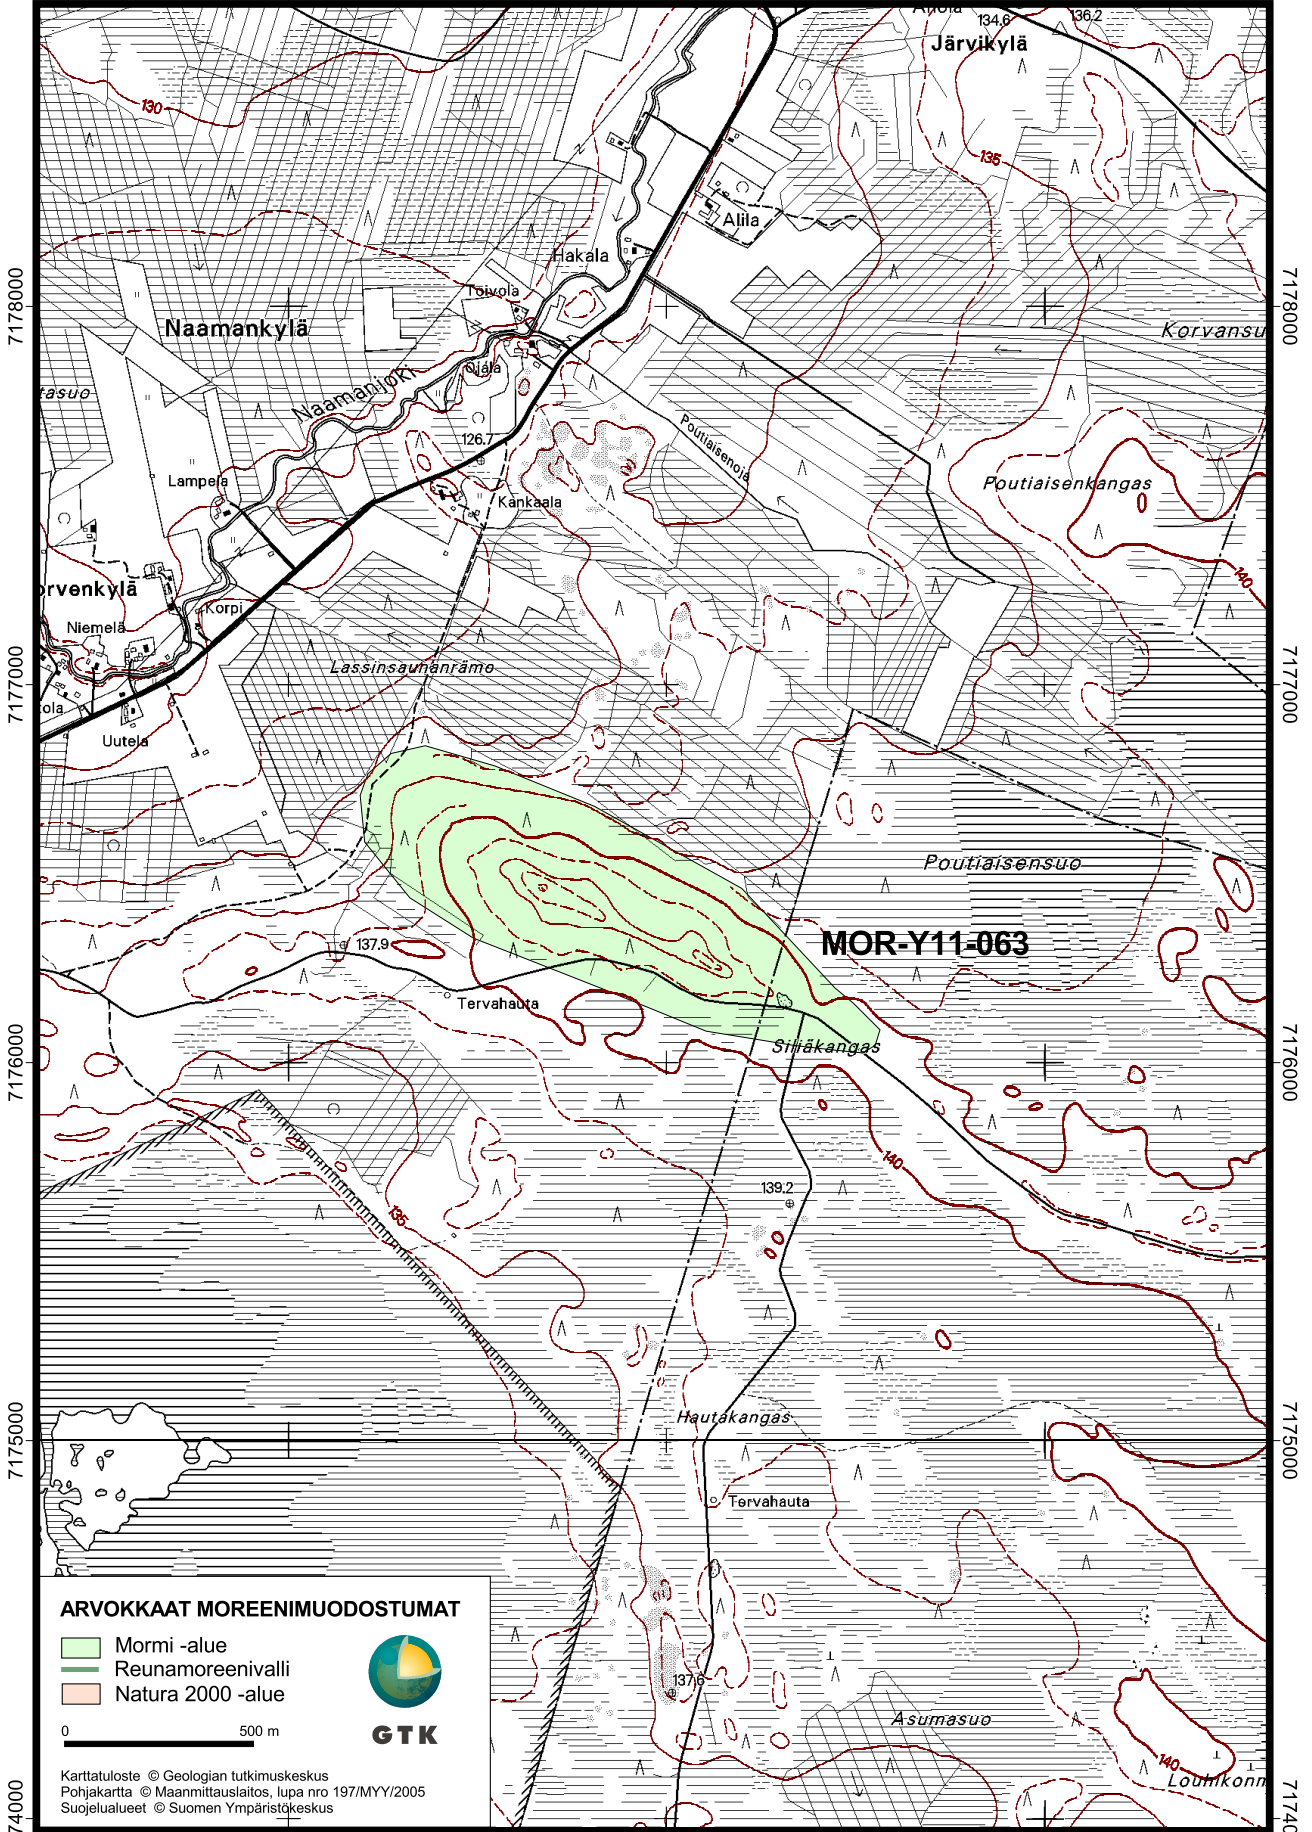 134.6
136.2
Järvikylä
130
135
Alila
Hakala
Toivola
7178000
7178000
Naamankylä
Korvansu
Ojala
tasuo
Naamanjoki
126.7
Poutiaisenoja
Lampela
Poutiaisenkangas
Kankaala
140
orvenkylä
Korpi
Niemelä
Lassinsauhanrämo
7177000
7177000
ola
Uutela
Poutiaisensuo
MOR-Y11-063
137.9
Tervahauta
Siliäkangas
7176000
7176000
140
139.2
135
Hautakangas
7175000
7175000
Tervahauta
ARVOKKAAT MOREENIMUODOSTUMAT
Mormi -alue
Reunamoreenivalli
Natura 2000 -alue
GTK
0 500 m
137.6
Asumasuo
140
Louhikonn
Karttatuloste © Geologian tutkimuskeskus
Pohjakartta © Maanmittauslaitos, lupa nro 197/MYY/2005
Suojelualueet © Suomen Ympäristökeskus
74000
71740